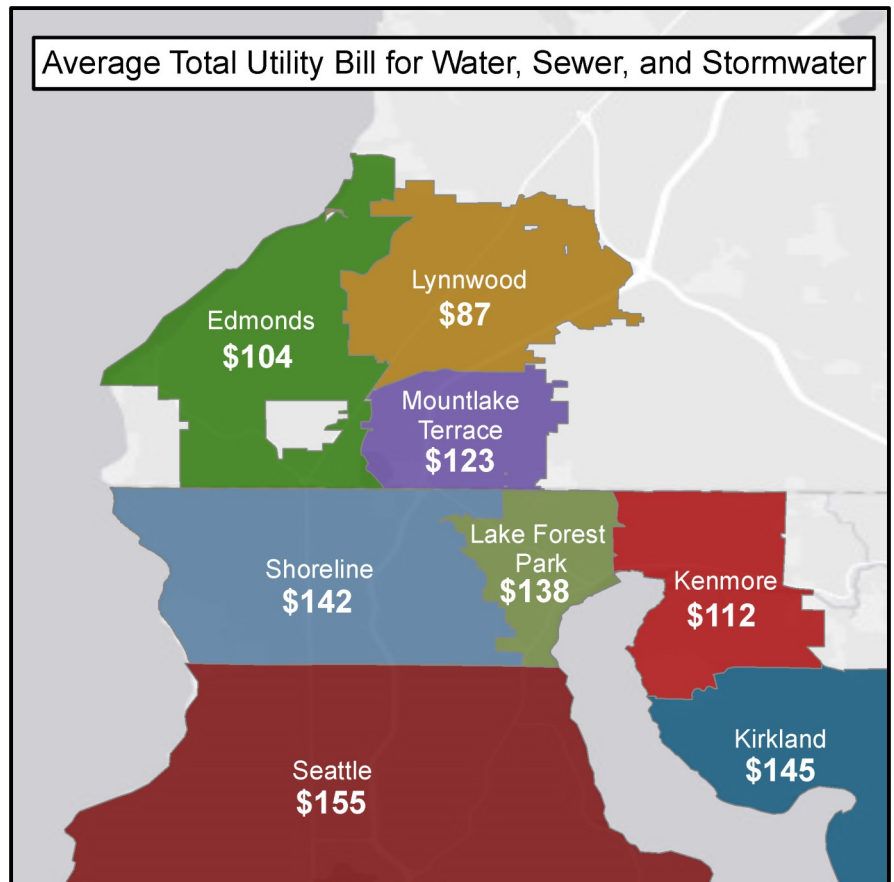 Average Total Utility Bill for Water, Sewer, and Stormwater
Lynnwood
$87
Edmonds
$104
Mountlake
Terrace
$123
Lake Forest
Park
$138
Shoreline
$142
Kenmore
$112
Kirkland
$145
Seattle
$155